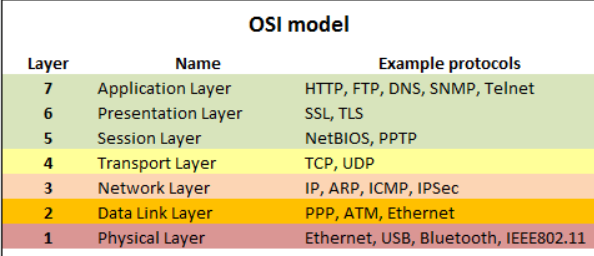 OSI model
Layer Name Example protocols
7 Application Layer HTTP, FTP, DNS, SNMP, Telnet
6 Presentation Layer SSL, TLS
5 Session Layer NetBIOS, PPTP
4 Transport Layer TCP, UDP
3 Network Layer IP, ARP, ICMP, IPSec
2 Data Link Layer PPP, ATM, Ethernet
1 Physical Layer Ethernet, USB, Bluetooth, IEEE802.11